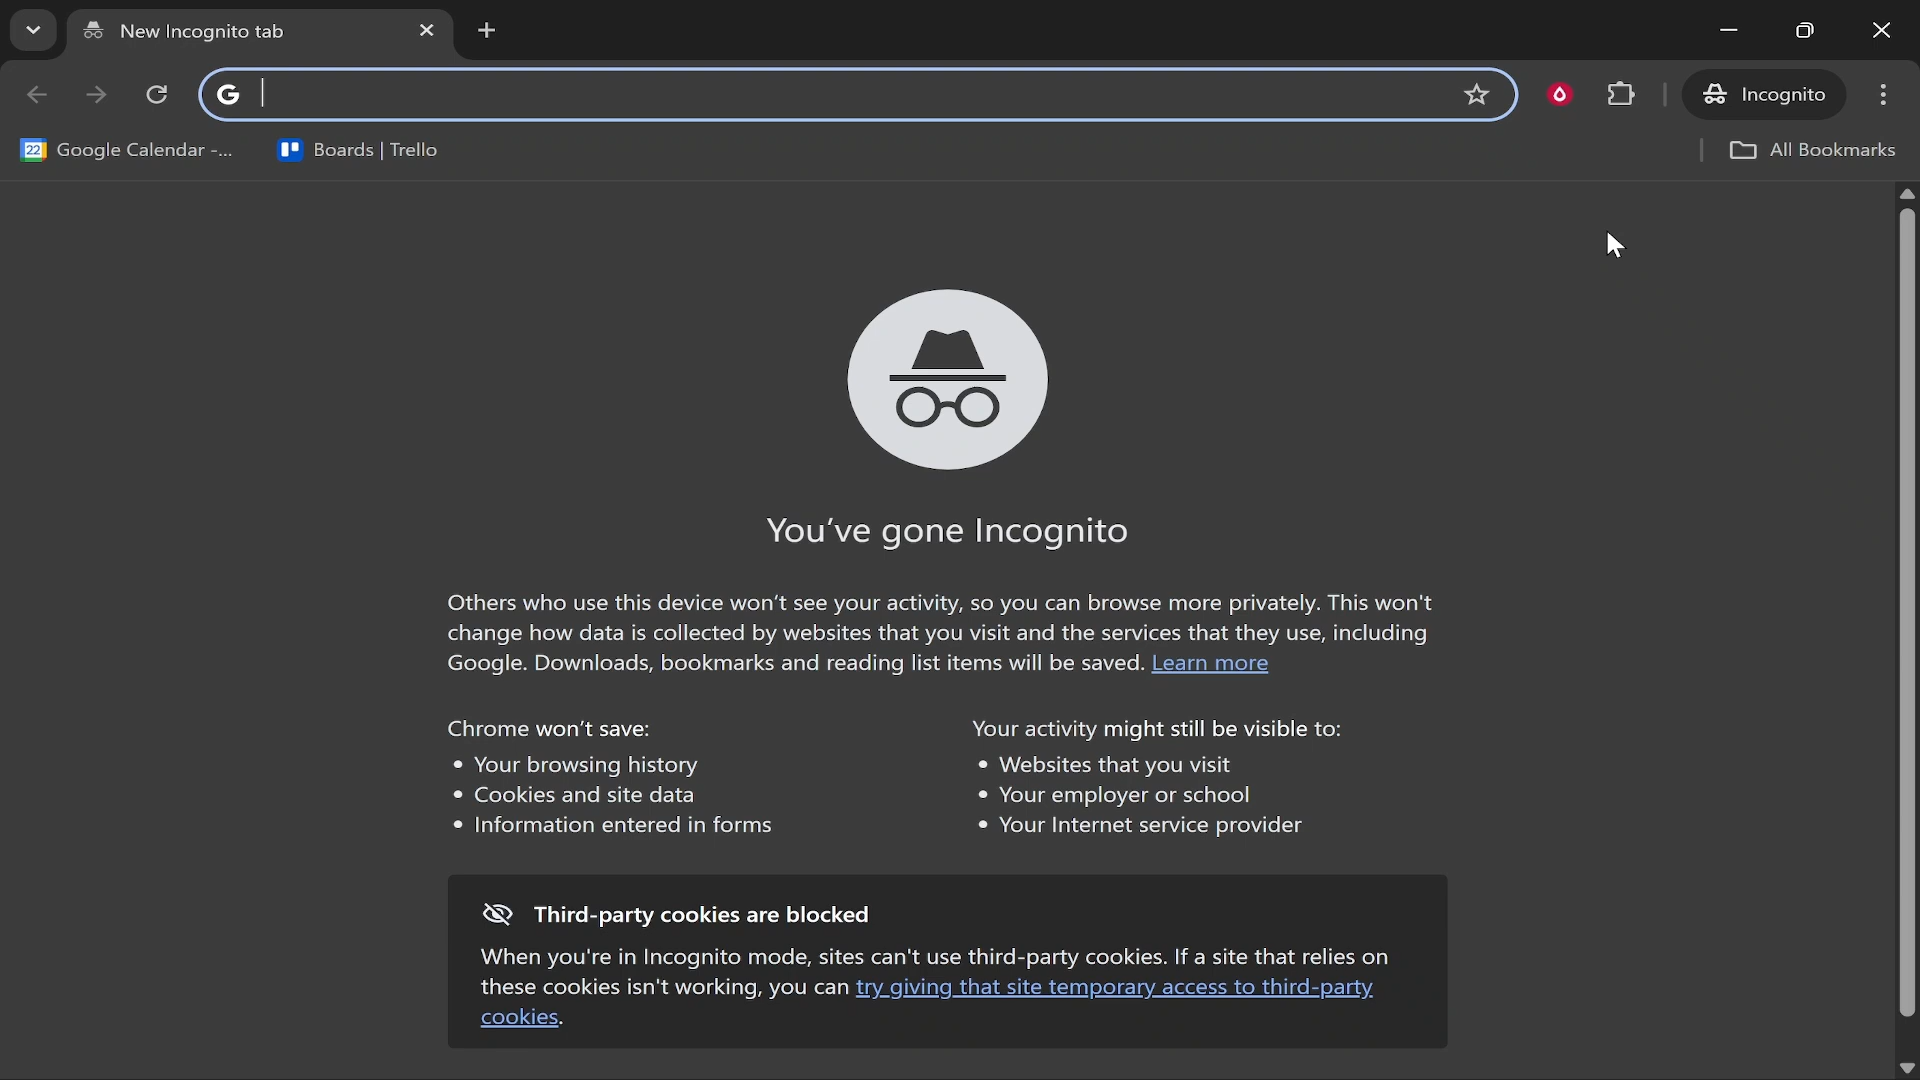 New Incognito tab
G
Incognito
22 Google Calendar -...
Boards | Trello
All Bookmarks
You've gone Incognito
Others who use this device won't see your activity, so you can browse more privately. This won't
change how data is collected by websites that you visit and the services that they use, including
Google. Downloads, bookmarks and reading list items will be saved. Learn more
Chrome won't save:
• Your browsing history
• Cookies and site data
• Information entered in forms
Your activity might still be visible to:
• Websites that you visit
• Your employer or school
• Your Internet service provider
Third-party cookies are blocked
When you're in Incognito mode, sites can't use third-party cookies. If a site that relies on
these cookies isn't working, you can try giving that site temporary access to third-party
cookies.